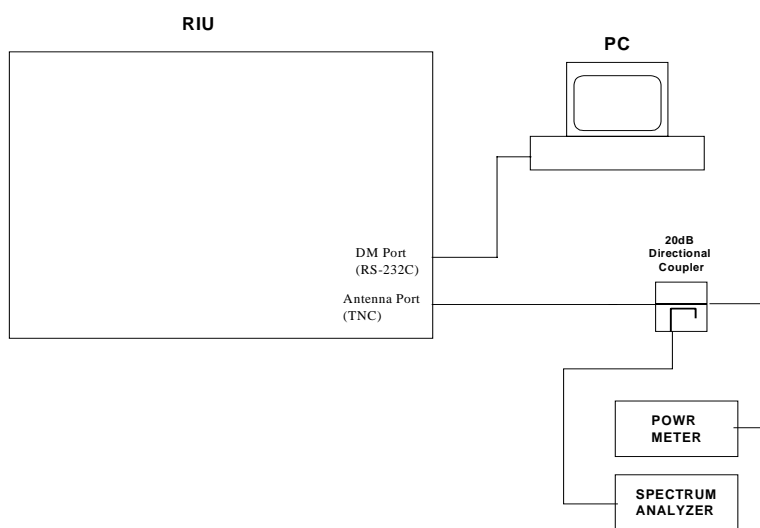 RIU
PC
DM Port
(RS-232C)
Antenna Port
(TNC)
20dB
Directional
Coupler
POWR
METER
SPECTRUM
ANALYZER